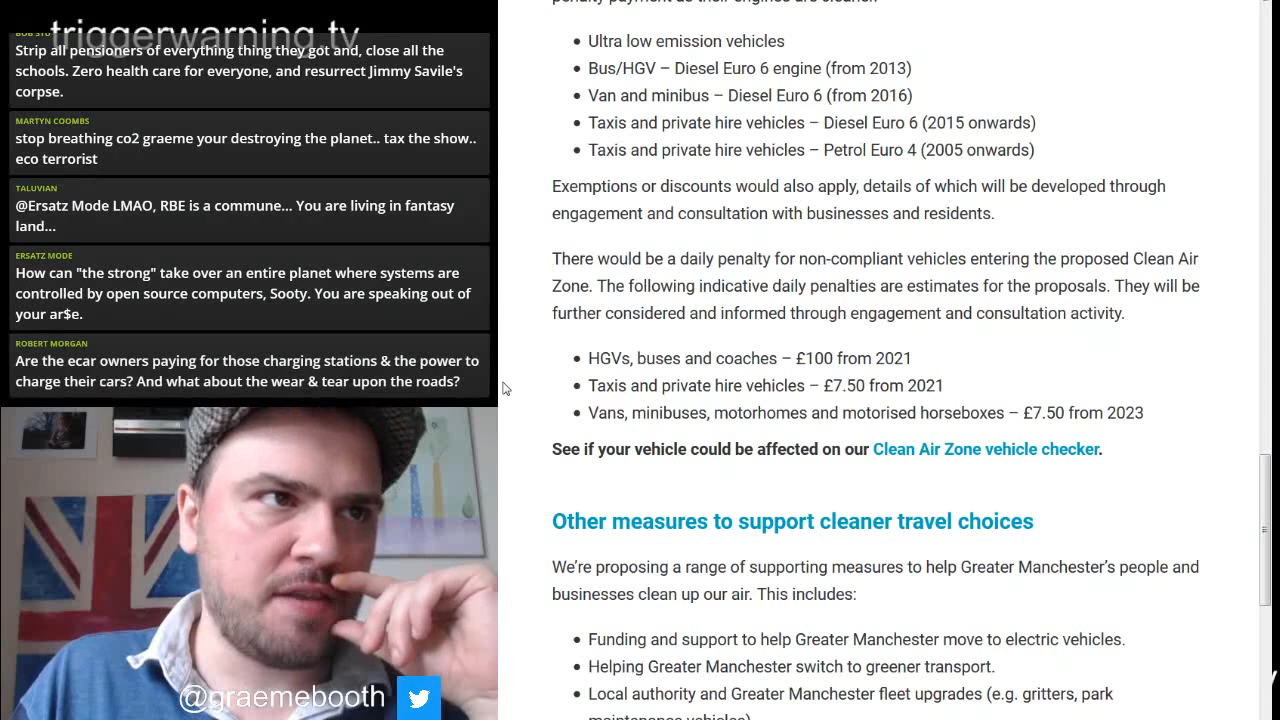 triggerwarning.tv
BOB STO
Strip all pensioners of everything thing they got and, close all the
schools. Zero health care for everyone, and resurrect Jimmy Savile's
corpse.
MARTYN COOMBS
stop breathing co2 graeme your destroying the planet.. tax the show..
eco terrorist
TALUVIAN
@Ersatz Mode LMAO, RBE is a commune... You are living in fantasy
land...
ERSATZ MODE
How can "the strong" take over an entire planet where systems are
controlled by open source computers, Sooty. You are speaking out of
your ar$e.
ROBERT MORGAN
Are the ecar owners paying for those charging stations & the power to
charge their cars? And what about the wear & tear upon the roads?
@graemebooth
penalty payment as their engines are cleaner.
• Ultra low emission vehicles
• Bus/HGV – Diesel Euro 6 engine (from 2013)
• Van and minibus – Diesel Euro 6 (from 2016)
• Taxis and private hire vehicles – Diesel Euro 6 (2015 onwards)
• Taxis and private hire vehicles – Petrol Euro 4 (2005 onwards)
Exemptions or discounts would also apply, details of which will be developed through
engagement and consultation with businesses and residents.
There would be a daily penalty for non-compliant vehicles entering the proposed Clean Air
Zone. The following indicative daily penalties are estimates for the proposals. They will be
further considered and informed through engagement and consultation activity.
• HGVs, buses and coaches – £100 from 2021
• Taxis and private hire vehicles – £7.50 from 2021
• Vans, minibuses, motorhomes and motorised horseboxes – £7.50 from 2023
See if your vehicle could be affected on our Clean Air Zone vehicle checker.
Other measures to support cleaner travel choices
We're proposing a range of supporting measures to help Greater Manchester's people and
businesses clean up our air. This includes:
• Funding and support to help Greater Manchester move to electric vehicles.
• Helping Greater Manchester switch to greener transport.
• Local authority and Greater Manchester fleet upgrades (e.g. gritters, park
maintenance vehicles)